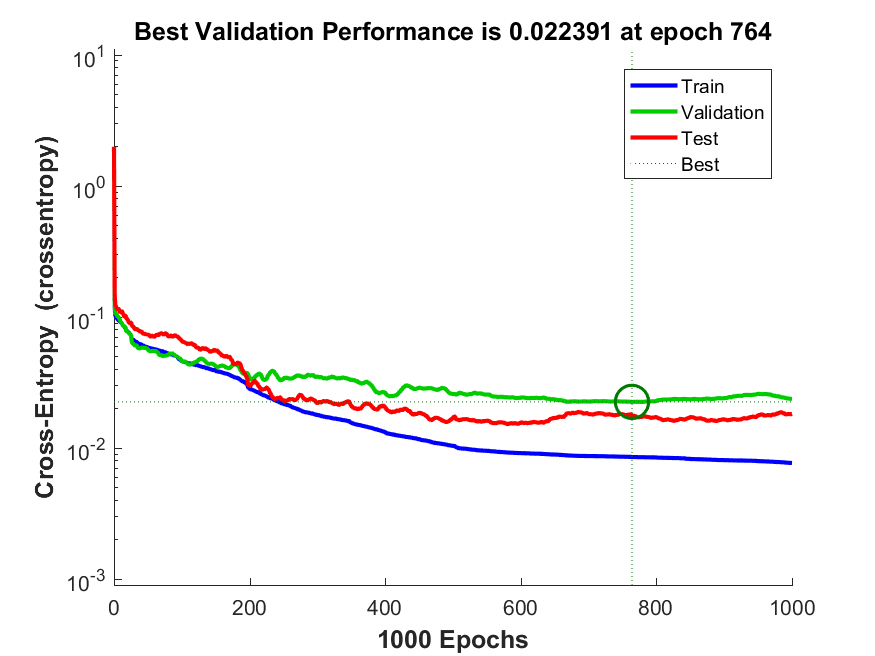 Best Validation Performance is 0.022391 at epoch 764
Cross-Entropy (crossentropy)
10^1
10^0
10^-1
10^-2
10^-3
Train
Validation
Test
Best
0 200 400 600 800 1000
1000 Epochs